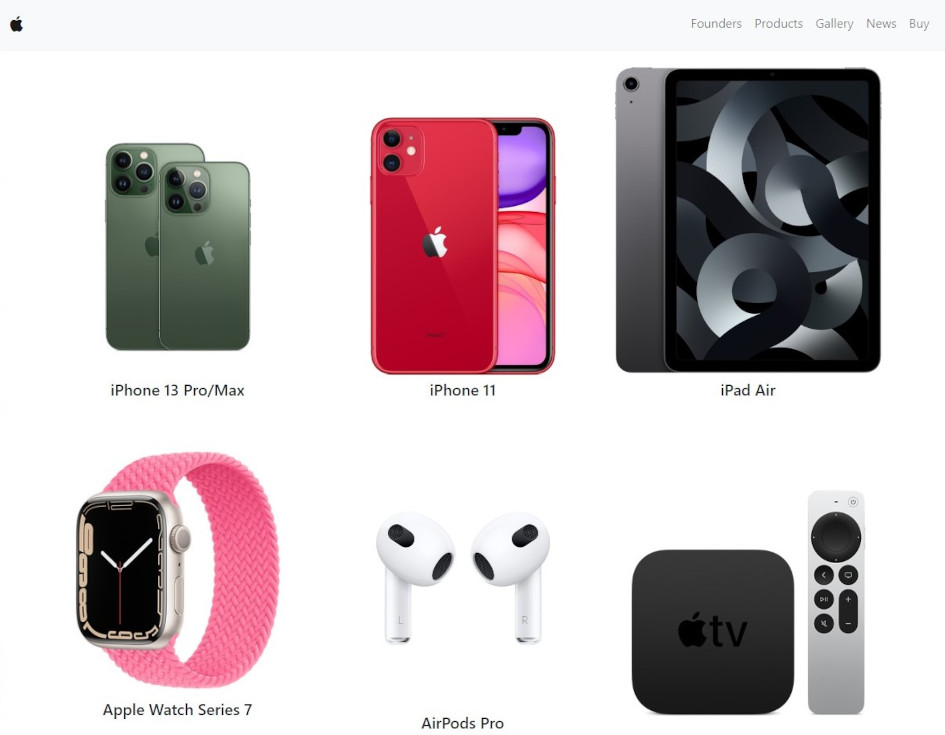 Founders Products Gallery News Buy
iPhone 13 Pro/Max
iPhone 11
iPad Air
L R
tv
Apple Watch Series 7
AirPods Pro